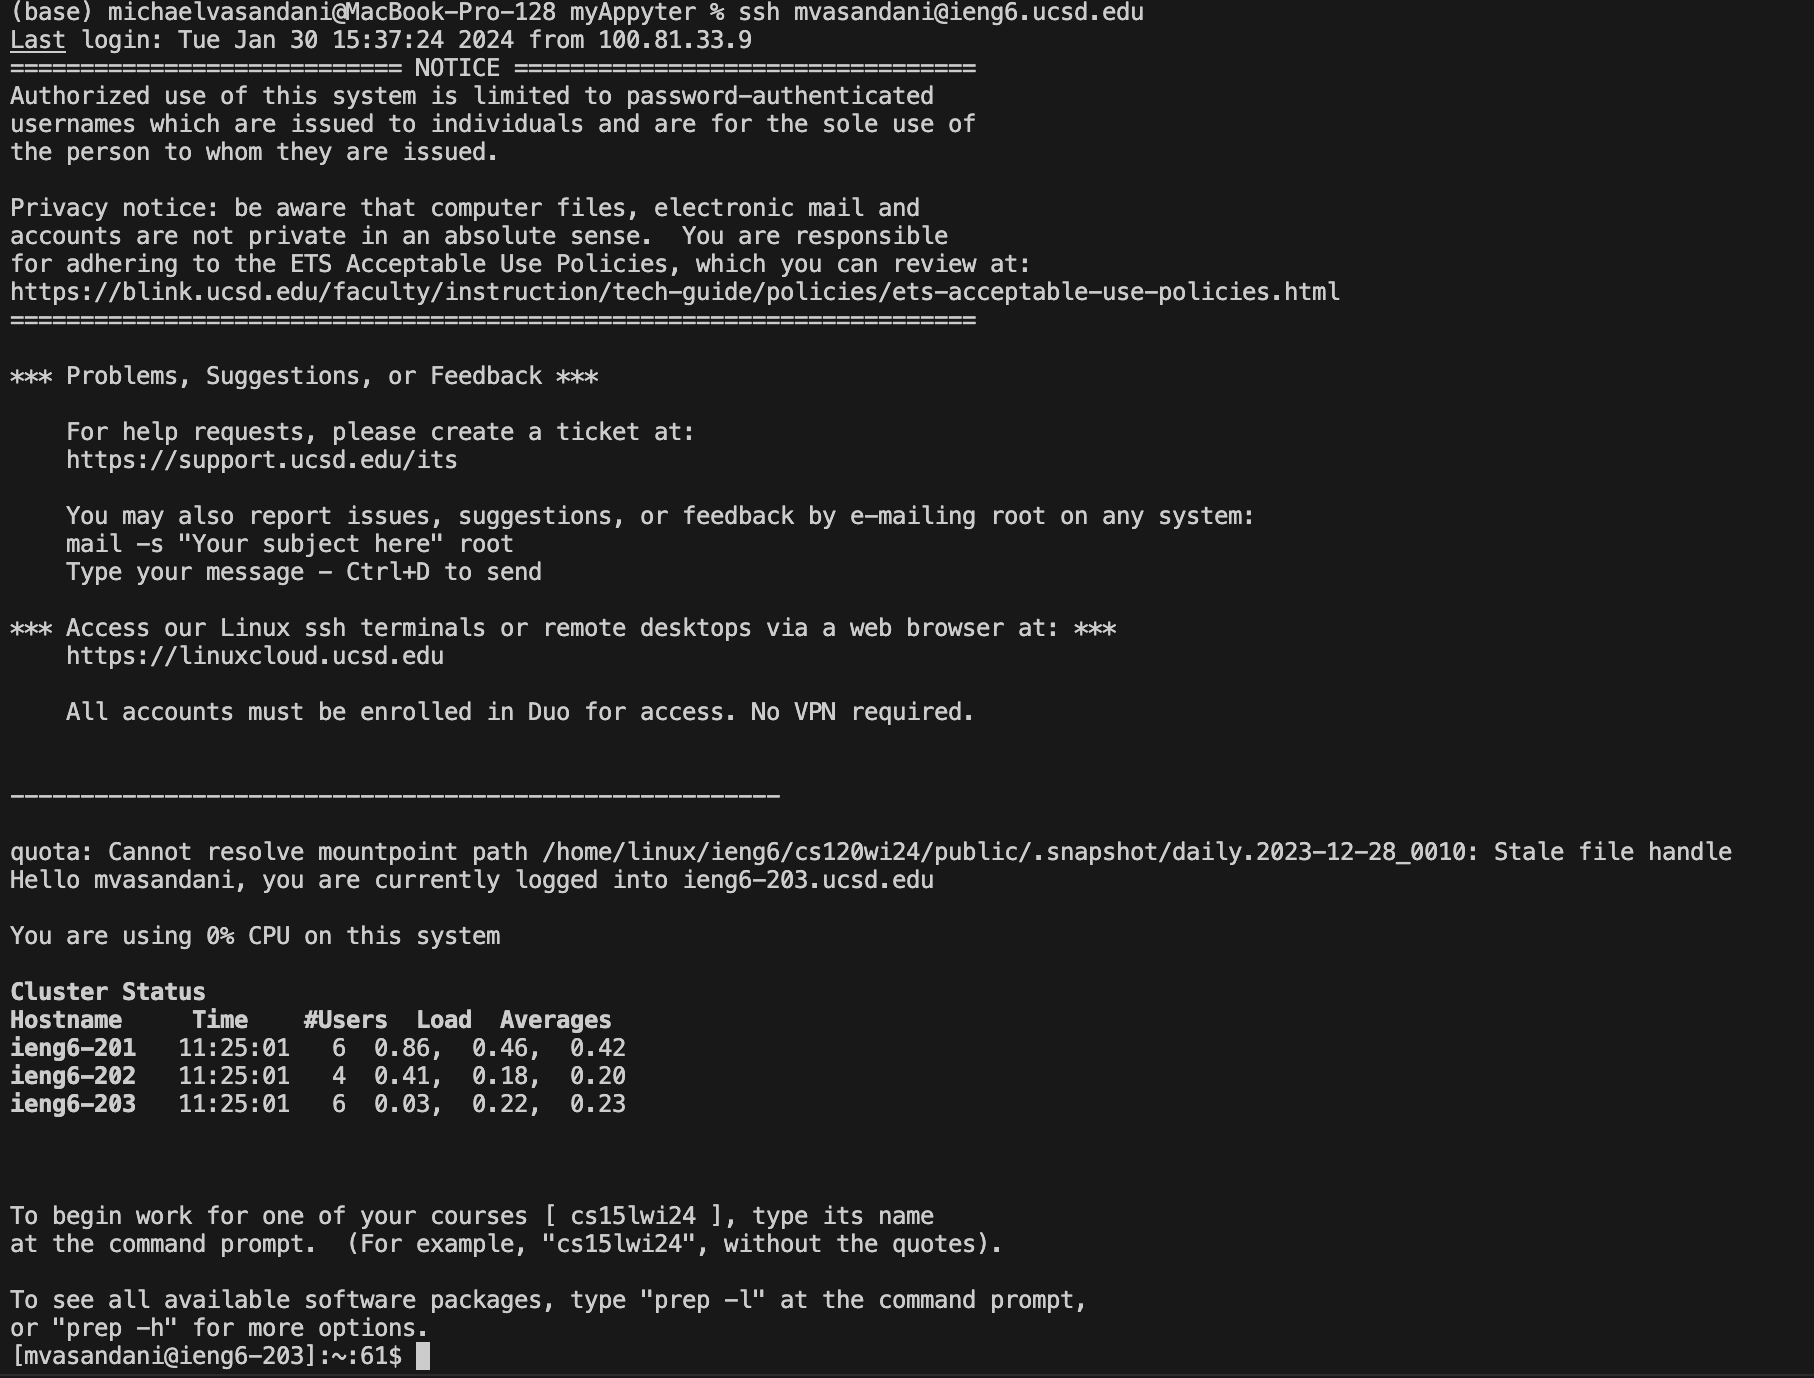 (base) michaelvasandani@MacBook-Pro-128 myAppyter % ssh mvasandani@ieng6.ucsd.edu
Last login: Tue Jan 30 15:37:24 2024 from 100.81.33.9
============================ NOTICE =================================
Authorized use of this system is limited to password-authenticated
usernames which are issued to individuals and are for the sole use of
the person to whom they are issued.
Privacy notice: be aware that computer files, electronic mail and
accounts are not private in an absolute sense.  You are responsible
for adhering to the ETS Acceptable Use Policies, which you can review at:
https://blink.ucsd.edu/faculty/instruction/tech-guide/policies/ets-acceptable-use-policies.html
=====================================================================
*** Problems, Suggestions, or Feedback ***
    For help requests, please create a ticket at:
    https://support.ucsd.edu/its
    You may also report issues, suggestions, or feedback by e-mailing root on any system:
    mail -s "Your subject here" root
    Type your message - Ctrl+D to send
*** Access our Linux ssh terminals or remote desktops via a web browser at: ***
    https://linuxcloud.ucsd.edu
    All accounts must be enrolled in Duo for access. No VPN required.
-------------------------------------------------------
quota: Cannot resolve mountpoint path /home/linux/ieng6/cs120wi24/public/.snapshot/daily.2023-12-28_0010: Stale file handle
Hello mvasandani, you are currently logged into ieng6-203.ucsd.edu
You are using 0% CPU on this system
Cluster Status
Hostname     Time    #Users  Load  Averages
ieng6-201   11:25:01   6  0.86,  0.46,  0.42
ieng6-202   11:25:01   4  0.41,  0.18,  0.20
ieng6-203   11:25:01   6  0.03,  0.22,  0.23
To begin work for one of your courses [ cs15lwi24 ], type its name
at the command prompt.  (For example, "cs15lwi24", without the quotes).
To see all available software packages, type "prep -l" at the command prompt,
or "prep -h" for more options.
[mvasandani@ieng6-203]:~:61$